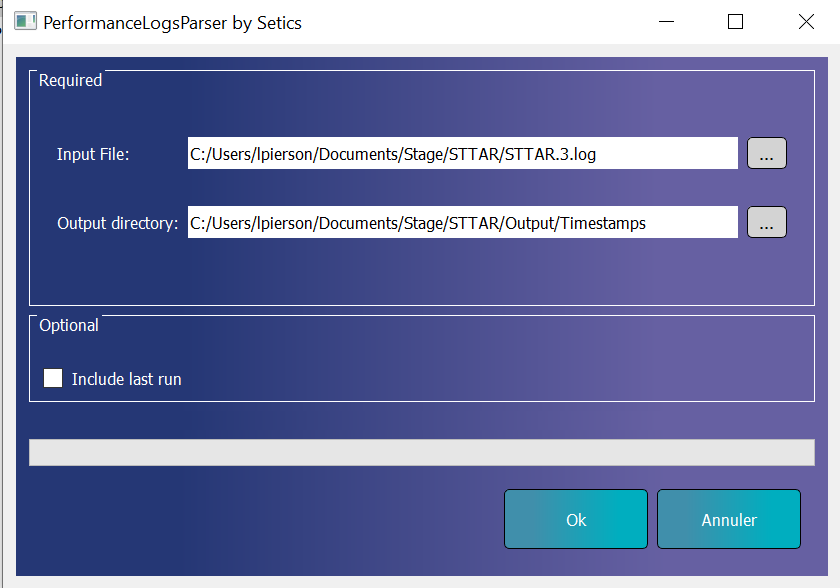 PerformanceLogsParser by Setics
Required
Input File: C:/Users/lpierson/Documents/Stage/STTAR/STTAR.3.log ...
Output directory: C:/Users/lpierson/Documents/Stage/STTAR/Output/Timestamps ...
Optional
Include last run
Ok Annuler